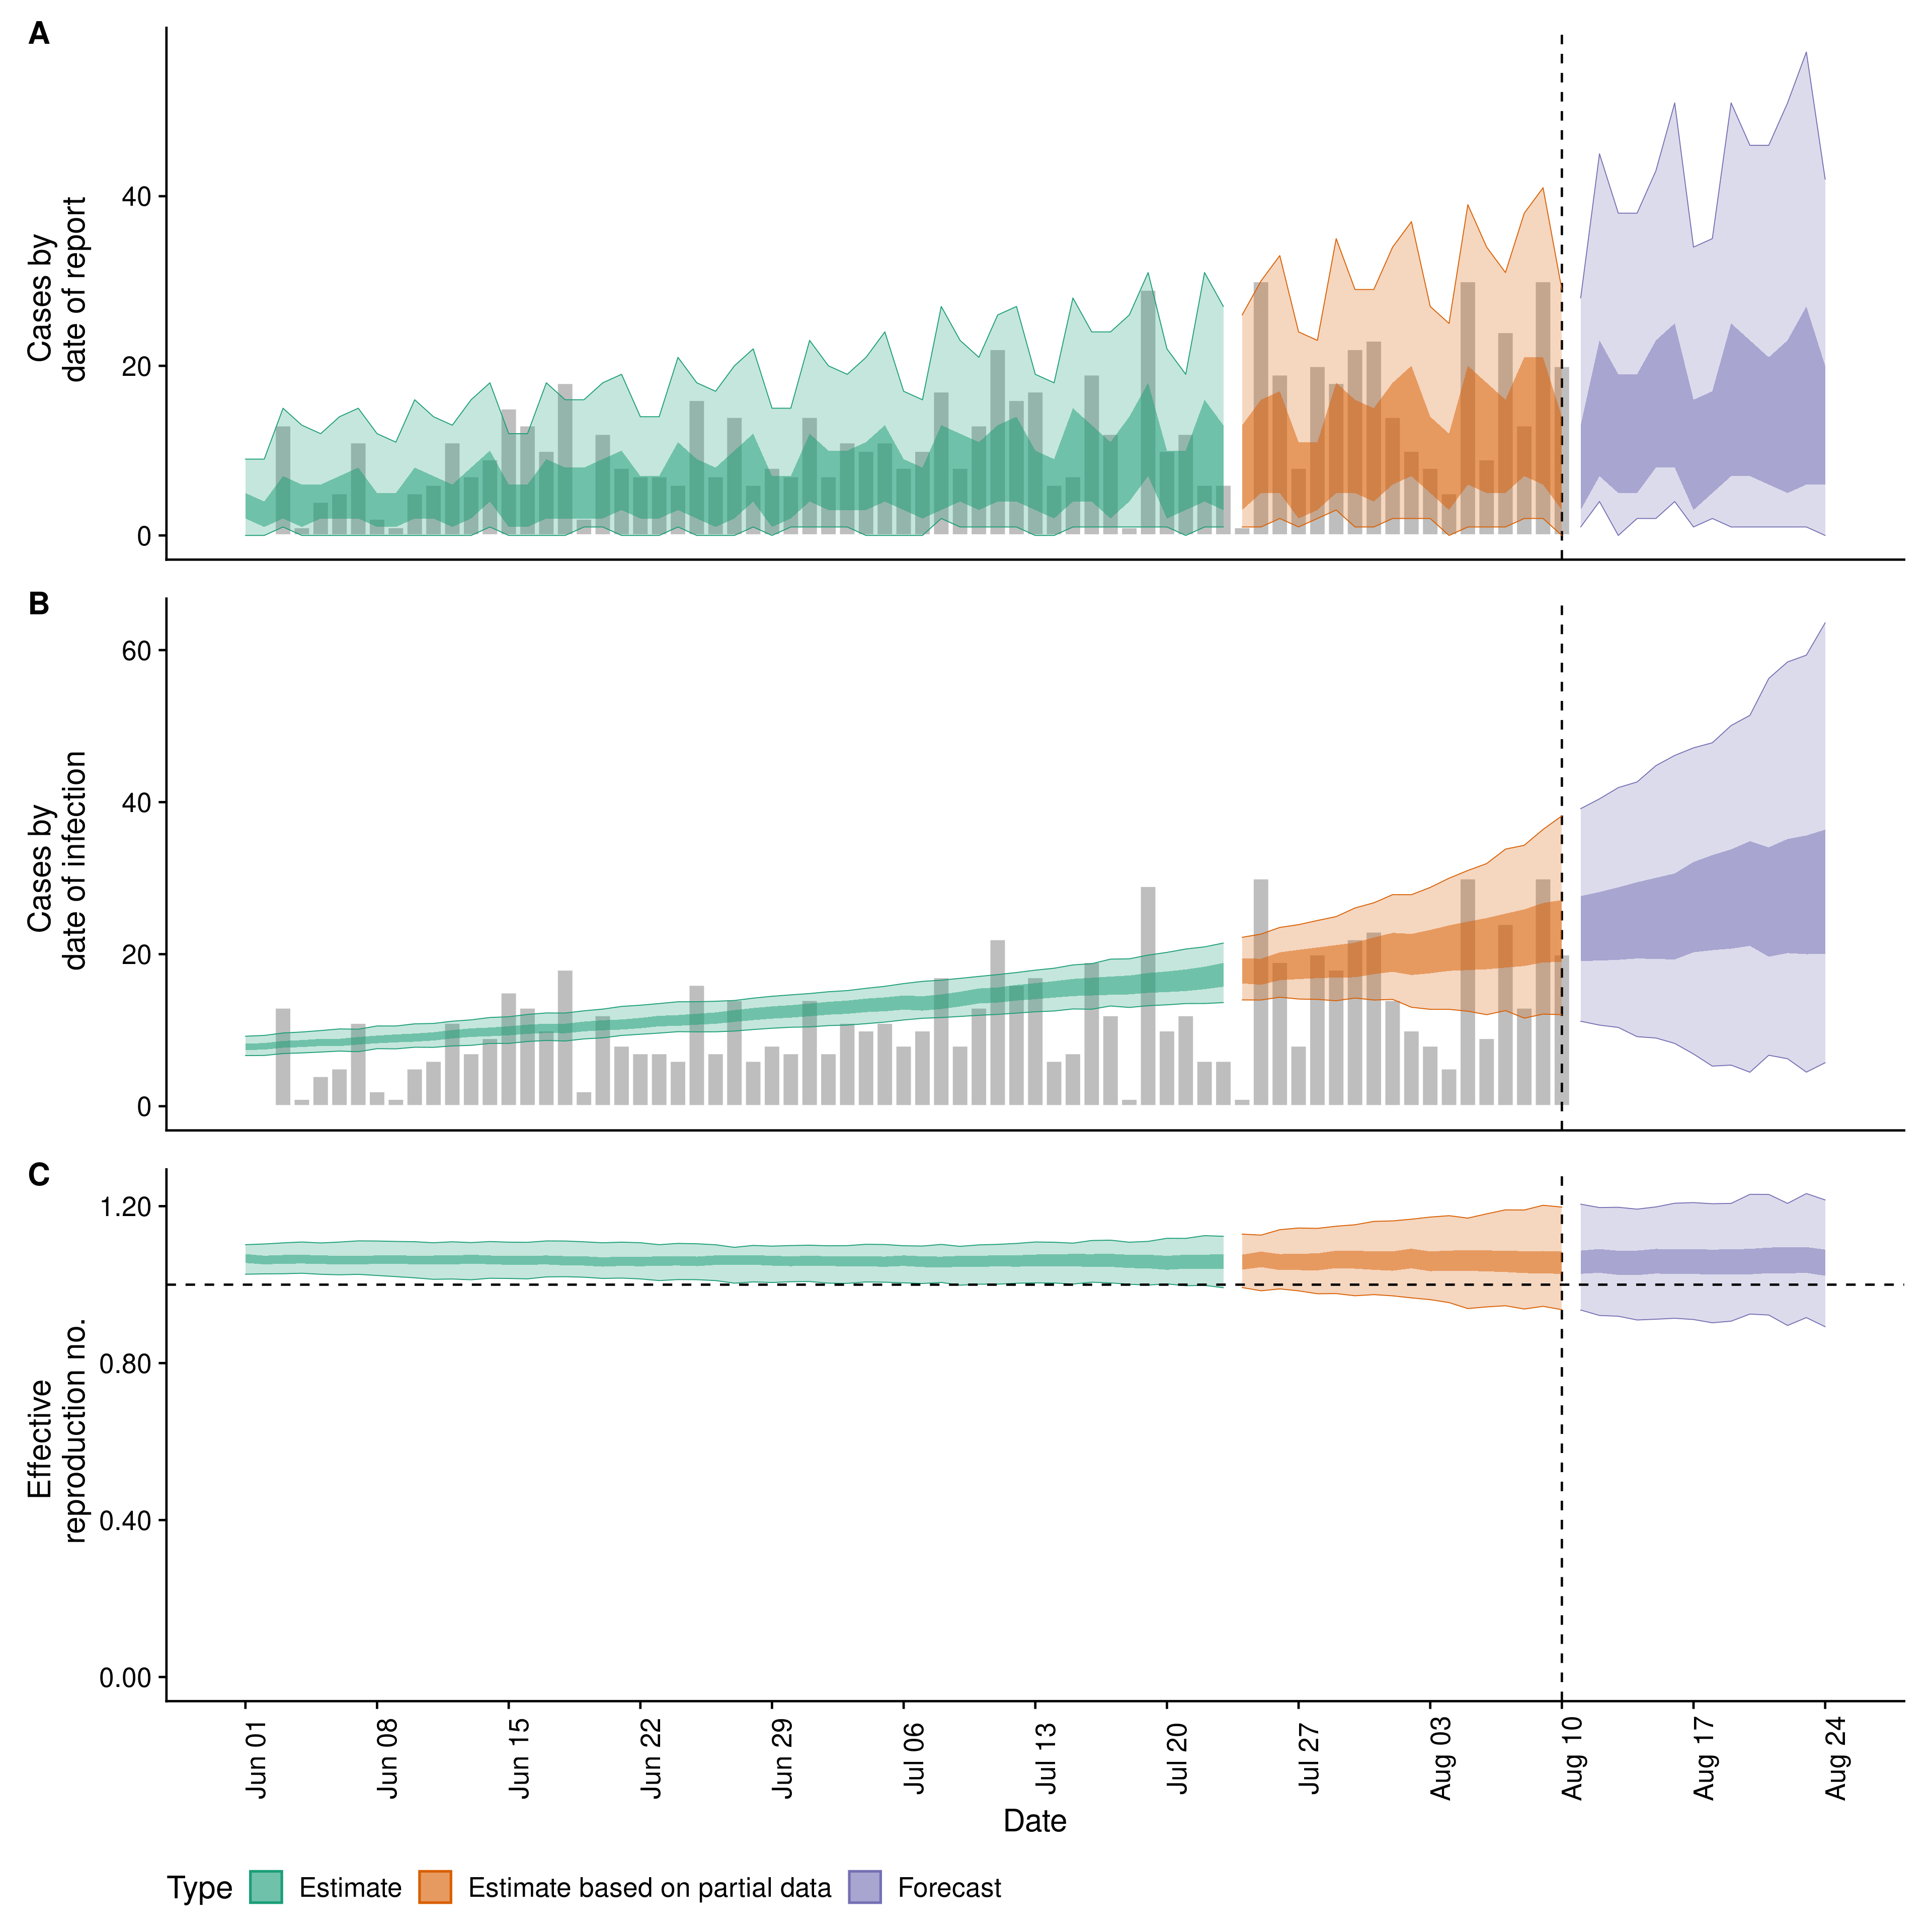 A
Cases by
date of report
40
20
0
B
Cases by
date of infection
60
40
20
0
C
Effective
reproduction no.
1.20
0.80
0.40
0.00
Jun 01
Jun 08
Jun 15
Jun 22
Jun 29
Jul 06
Jul 13
Jul 20
Jul 27
Aug 03
Aug 10
Aug 17
Aug 24
Date
Type Estimate Estimate based on partial data Forecast